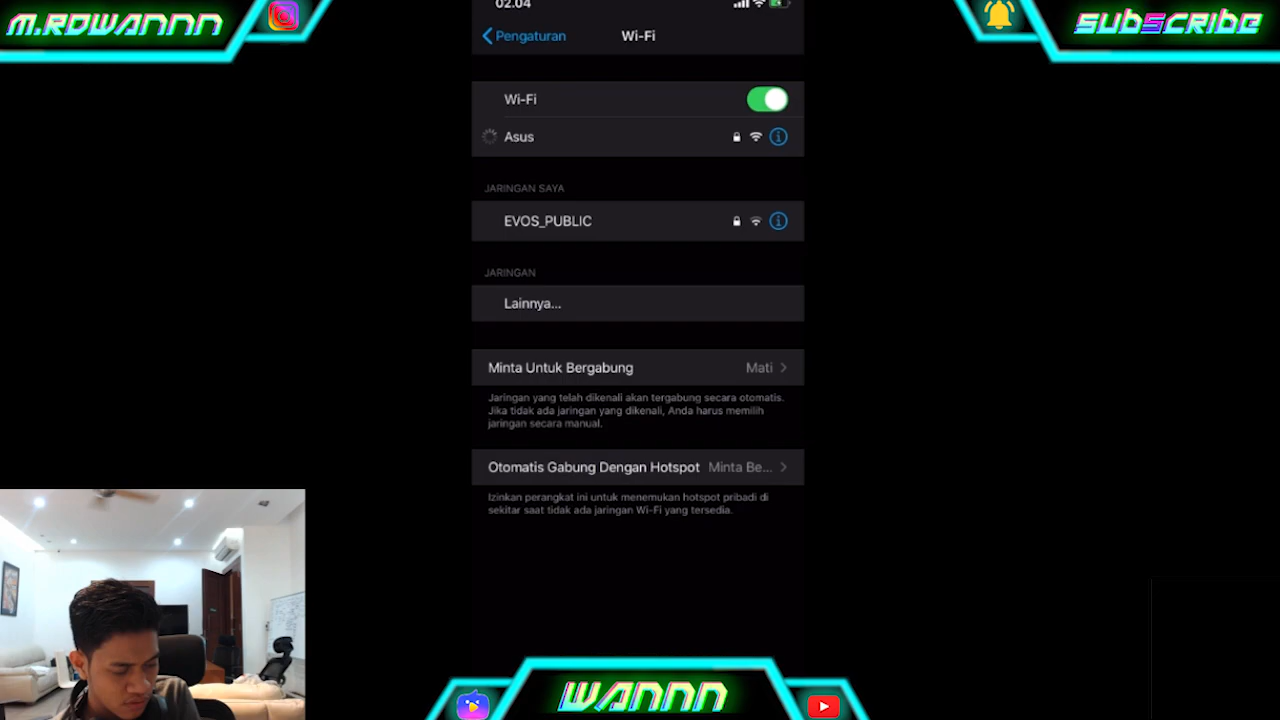 M.RDWANNN
SUBSCRIBE
02.04
Pengaturan
Wi-Fi
Wi-Fi
Asus
JARINGAN SAYA
EVOS_PUBLIC
JARINGAN
Lainnya...
Minta Untuk Bergabung
Mati
Jaringan yang telah dikenali akan tergabung secara otomatis.
Jika tidak ada jaringan yang dikenali, Anda harus memilih
jaringan secara manual.
Otomatis Gabung Dengan Hotspot
Minta Be...
Izinkan perangkat ini untuk menemukan hotspot pribadi di
sekitar saat tidak ada jaringan Wi-Fi yang tersedia.
WANNN